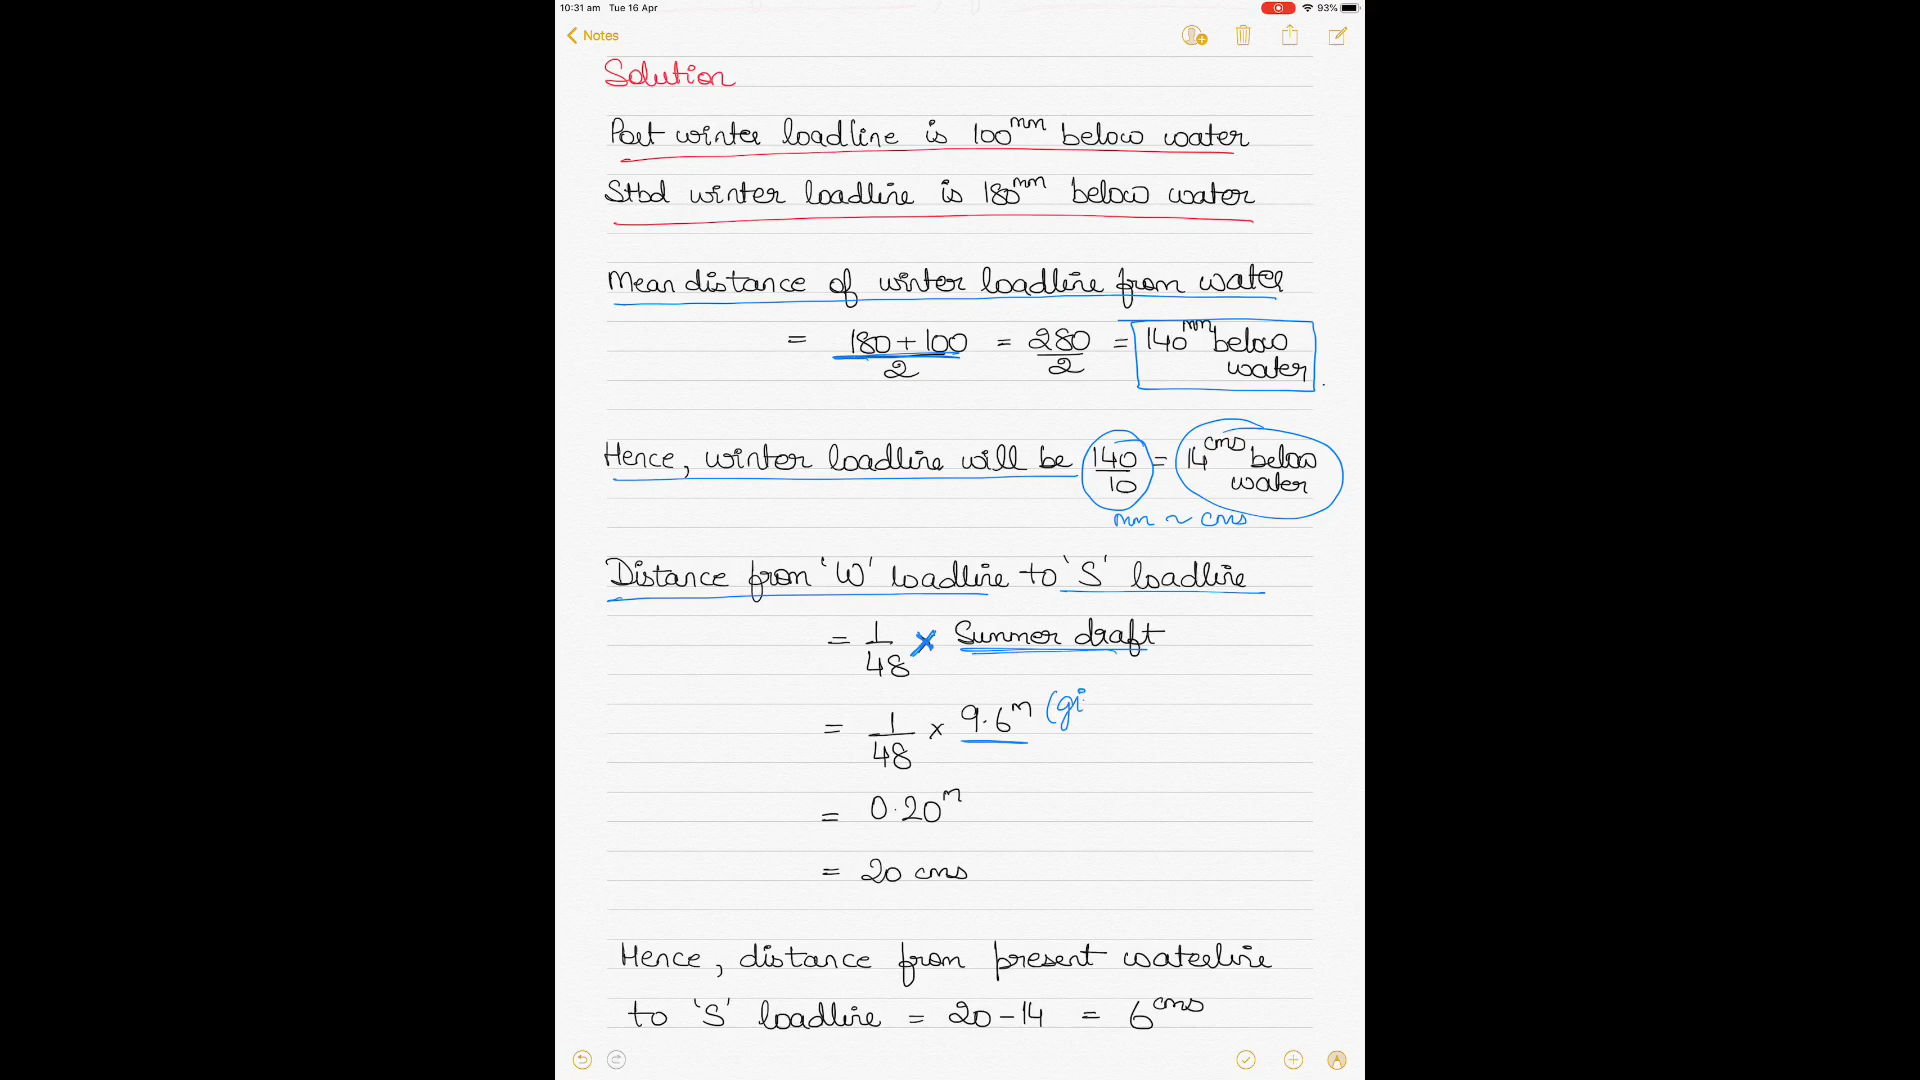 10:31 am Tue 16 Apr 93%
Notes
Solution
Port winter loadline is 100mm below water
Stbd winter loadline is 180mm below water
Mean distance of winter loadline from water
= 180 + 100 = 280 = 140mm below
2 2 water
Hence, winter loadline will be 140 = 14cms below
10 water
mm ~ cms
Distance from 'W' loadline to 'S' loadline
= 1 × Summer draft
48
= 1 × 9.6m (gi
48
= 0.20m
= 20 cms
Hence, distance from present waterline
to 'S' loadline = 20 - 14 = 6cms